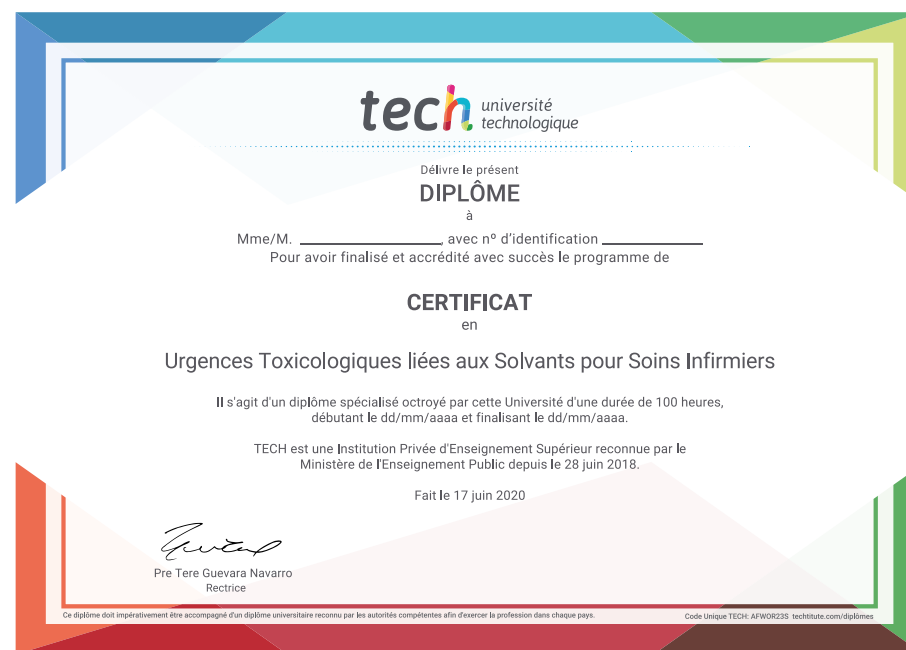 tech université
technologique
Délivre le présent
DIPLÔME
à
Mme/M. ____________________, avec nº d'identification ______________
Pour avoir finalisé et accrédité avec succès le programme de
CERTIFICAT
en
Urgences Toxicologiques liées aux Solvants pour Soins Infirmiers
Il s'agit d'un diplôme spécialisé octroyé par cette Université d'une durée de 100 heures,
débutant le dd/mm/aaaa et finalisant le dd/mm/aaaa.
TECH est une Institution Privée d'Enseignement Supérieur reconnue par le
Ministère de l'Enseignement Public depuis le 28 juin 2018.
Fait le 17 juin 2020
Pre Tere Guevara Navarro
Rectrice
Ce diplôme doit impérativement être accompagné d'un diplôme universitaire reconnu par les autorités compétentes afin d'exercer la profession dans chaque pays.
Code Unique TECH: AFWOR23S techtitute.com/diplômes